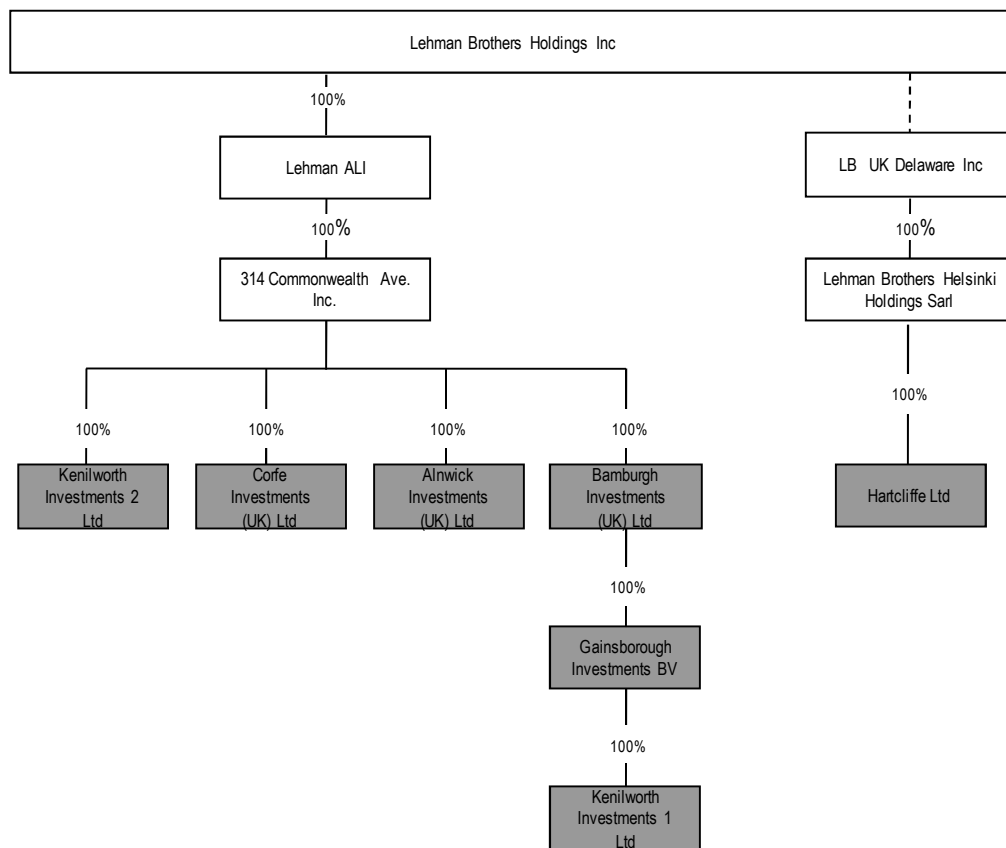 Lehman Brothers Holdings Inc
100%
Lehman ALI
LB UK Delaware Inc
100%
100%
314 Commonwealth Ave.
Inc.
Lehman Brothers Helsinki
Holdings Sarl
100%
100%
100%
100%
100%
Kenilworth
Investments 2
Ltd
Corfe
Investments
(UK) Ltd
Alnwick
Investments
(UK) Ltd
Bamburgh
Investments
(UK) Ltd
Hartcliffe Ltd
100%
Gainsborough
Investments BV
100%
Kenilworth
Investments 1
Ltd